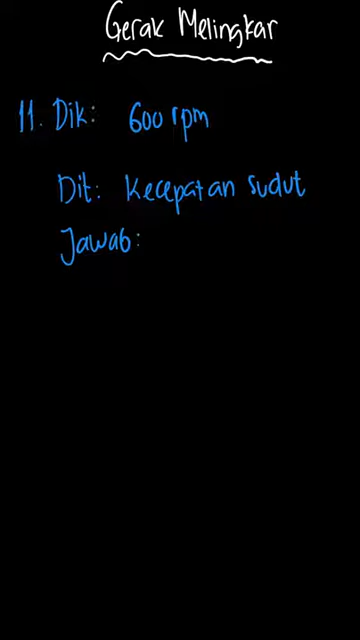 Gerak Melingkar
11. Dik: 600 rpm
Dit: Kecepatan Sudut
Jawab: